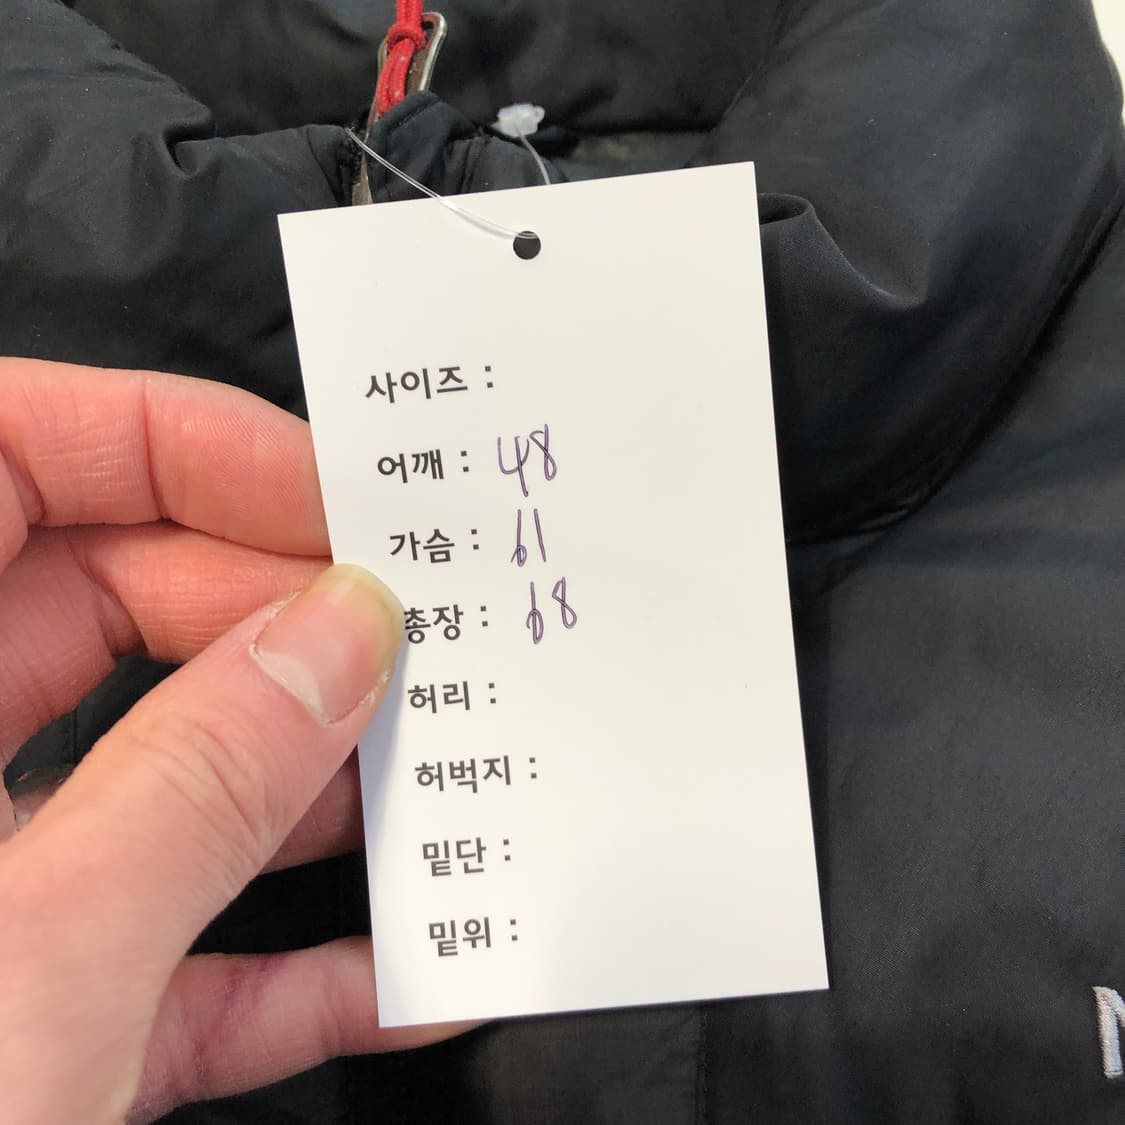 사이즈 :
어깨 : 48
가슴 : 61
총장 : 68
허리 :
허벅지 :
밑단 :
밑위 :